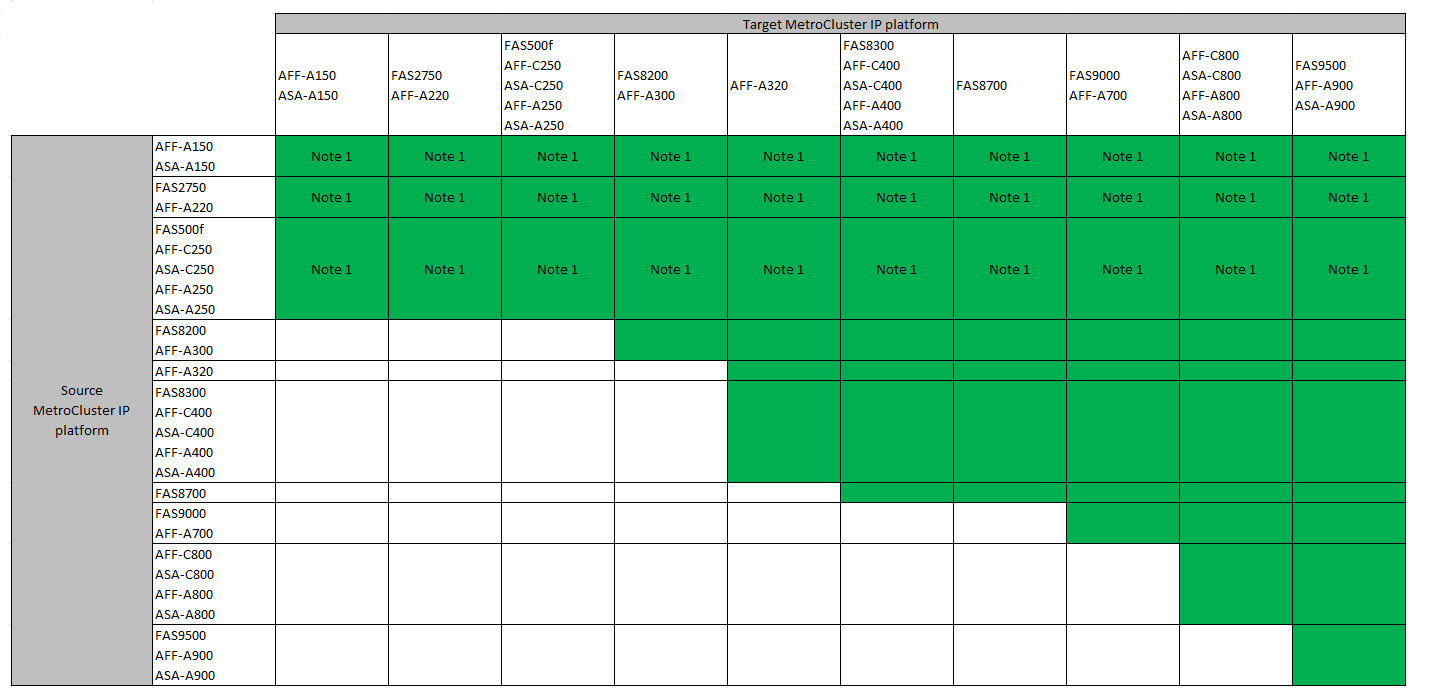 Target MetroCluster IP platform
AFF-A150
ASA-A150
FAS2750
AFF-A220
FAS500f
AFF-C250
ASA-C250
AFF-A250
ASA-A250
FAS8200
AFF-A300
AFF-A320
FAS8300
AFF-C400
ASA-C400
AFF-A400
ASA-A400
FAS8700
FAS9000
AFF-A700
AFF-C800
ASA-C800
AFF-A800
ASA-A800
FAS9500
AFF-A900
ASA-A900
Source
MetroCluster IP
platform
AFF-A150
ASA-A150
Note 1 Note 1 Note 1 Note 1 Note 1 Note 1 Note 1 Note 1 Note 1 Note 1
FAS2750
AFF-A220
Note 1 Note 1 Note 1 Note 1 Note 1 Note 1 Note 1 Note 1 Note 1 Note 1
FAS500f
AFF-C250
ASA-C250
AFF-A250
ASA-A250
Note 1 Note 1 Note 1 Note 1 Note 1 Note 1 Note 1 Note 1 Note 1 Note 1
FAS8200
AFF-A300
AFF-A320
FAS8300
AFF-C400
ASA-C400
AFF-A400
ASA-A400
FAS8700
FAS9000
AFF-A700
AFF-C800
ASA-C800
AFF-A800
ASA-A800
FAS9500
AFF-A900
ASA-A900